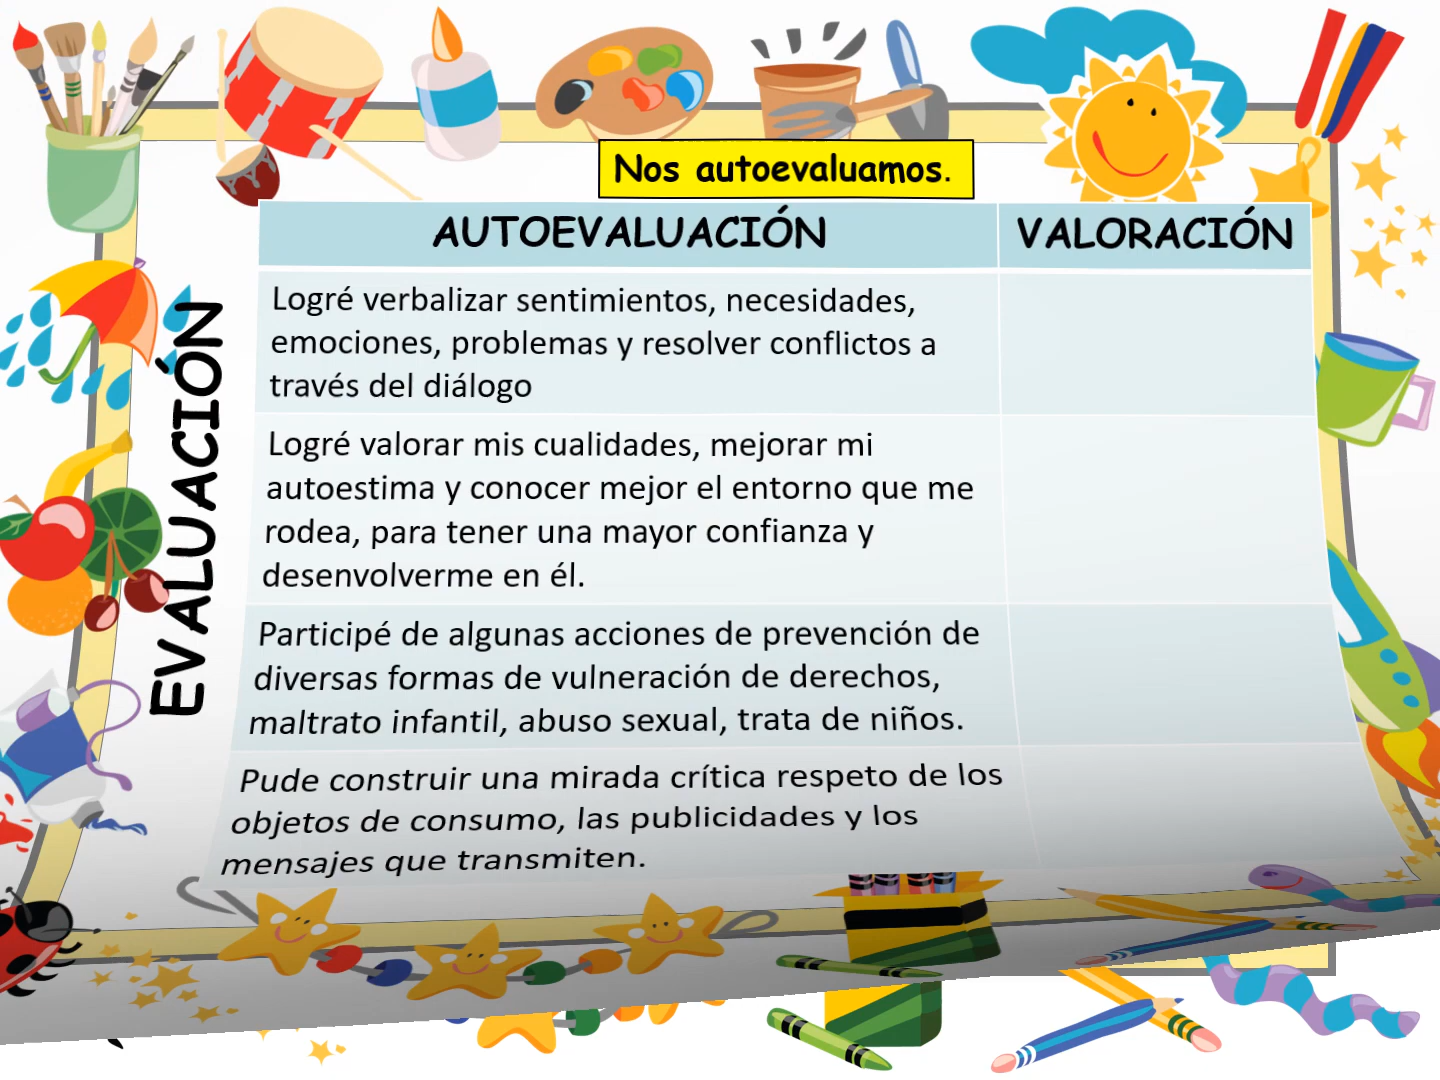 Nos autoevaluamos.
AUTOEVALUACIÓN
VALORACIÓN
EVALUACIÓN
Logré verbalizar sentimientos, necesidades,
emociones, problemas y resolver conflictos a
través del diálogo
Logré valorar mis cualidades, mejorar mi
autoestima y conocer mejor el entorno que me
rodea, para tener una mayor confianza y
desenvolverme en él.
Participé de algunas acciones de prevención de
diversas formas de vulneración de derechos,
maltrato infantil, abuso sexual, trata de niños.
Pude construir una mirada crítica respeto de los
objetos de consumo, las publicidades y los
mensajes que transmiten.